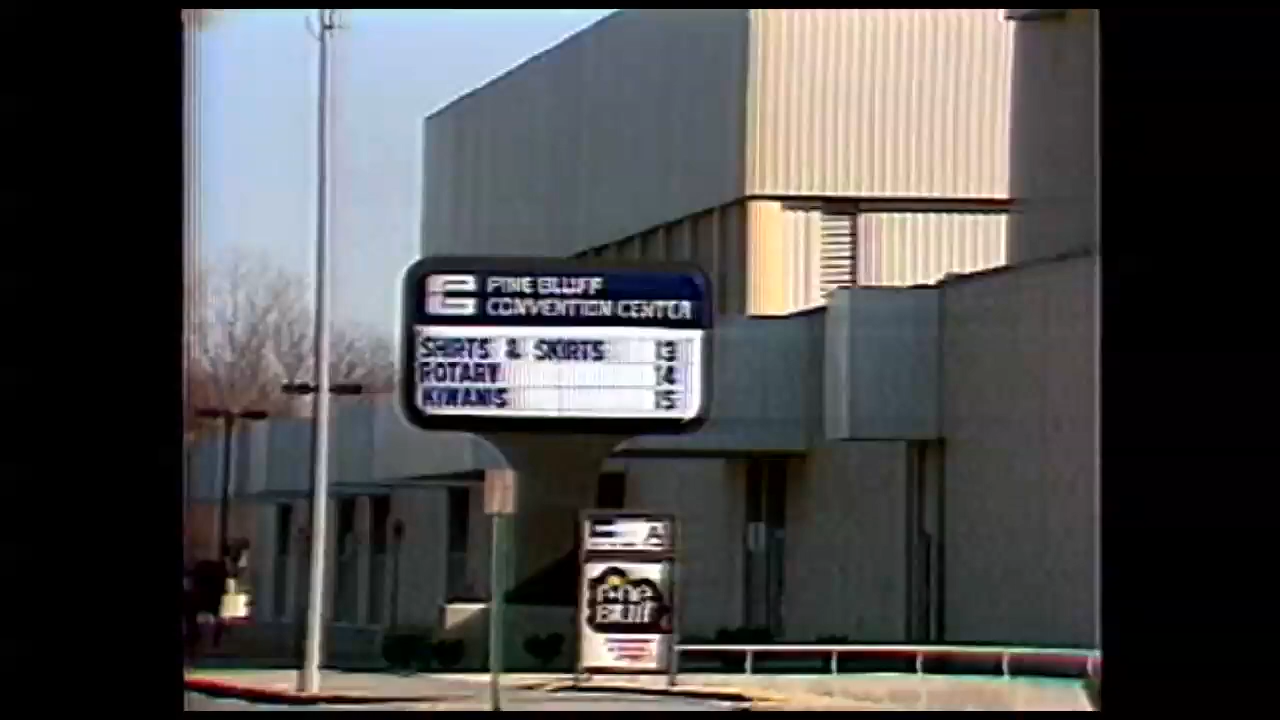 PINE BLUFF
CONVENTION CENTER
SHIRTS & SKIRTS 13
ROTARY 14
KIWANIS 15
Pine
Bluff